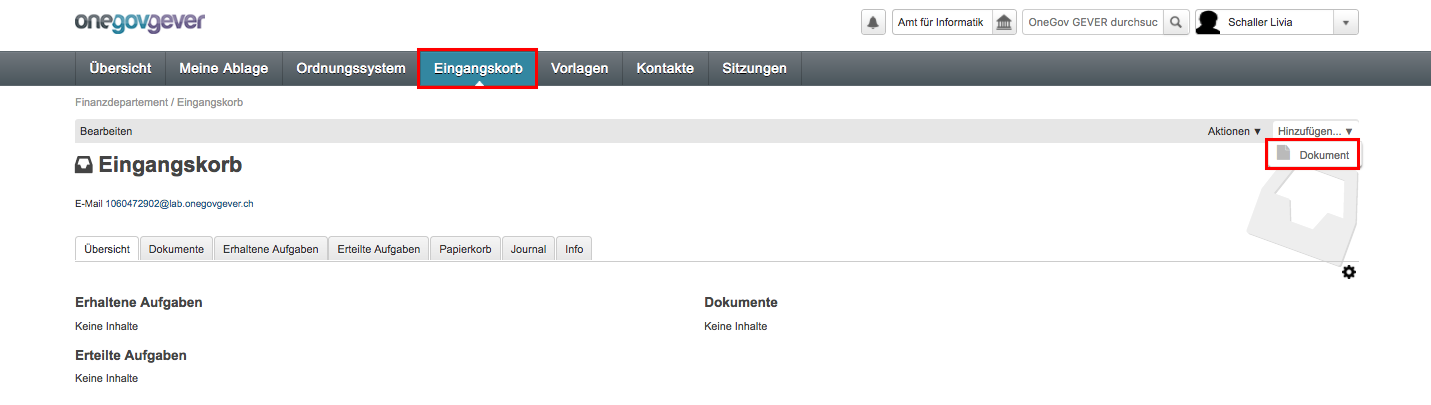 onegovgever
Amt für Informatik
OneGov GEVER durchsuc
Schaller Livia
Übersicht Meine Ablage Ordnungssystem Eingangskorb Vorlagen Kontakte Sitzungen
Finanzdepartement / Eingangskorb
Bearbeiten Aktionen ▼ Hinzufügen... ▼
Dokument
Eingangskorb
E-Mail 1060472902@lab.onegovgever.ch
Übersicht Dokumente Erhaltene Aufgaben Erteilte Aufgaben Papierkorb Journal Info
Erhaltene Aufgaben
Keine Inhalte
Erteilte Aufgaben
Keine Inhalte
Dokumente
Keine Inhalte